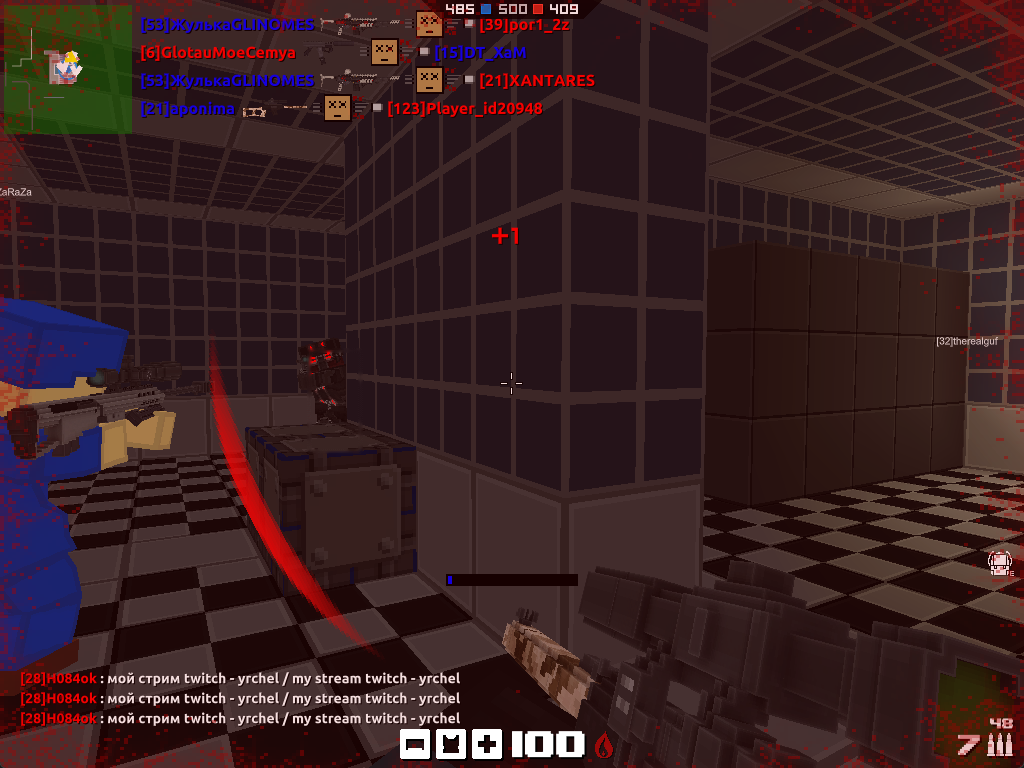 485 500 409
[53]ЖулькаGLINOMES [39]por1_2z
[6]GlotauMoeCemya [15]DT_XaM
[53]ЖулькаGLINOMES [21]XANTARES
[21]aponima [123]Player_id20948
ZaRaZa
+1
[32]therealguf
[28]H084ok : мой стрим twitch - yrchel / my stream twitch - yrchel
[28]H084ok : мой стрим twitch - yrchel / my stream twitch - yrchel
[28]H084ok : мой стрим twitch - yrchel / my stream twitch - yrchel
100
48
7